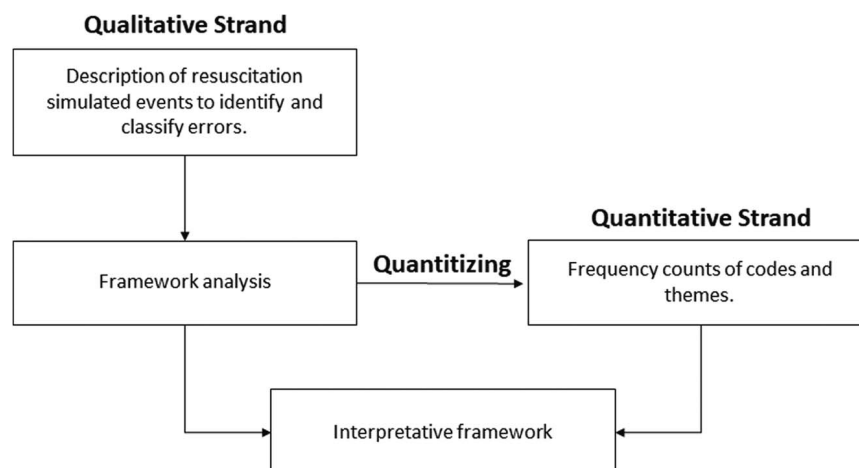 Qualitative Strand
Description of resuscitation
simulated events to identify and
classify errors.
Quantitative Strand
Framework analysis
Quantitizing
Frequency counts of codes and
themes.
Interpretative framework